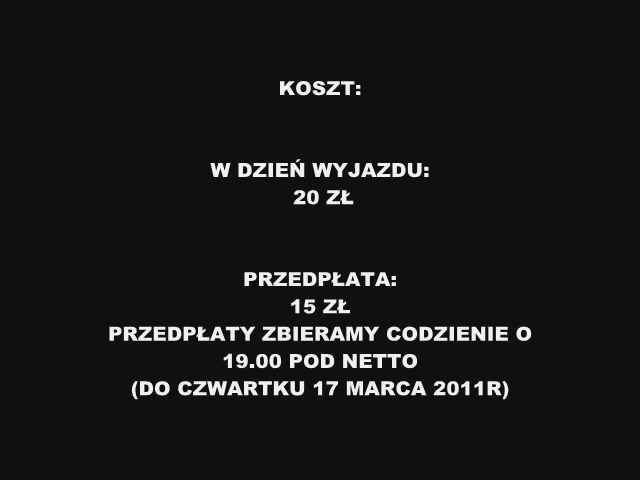 KOSZT:
W DZIEŃ WYJAZDU:
20 ZŁ
PRZEDPŁATA:
15 ZŁ
PRZEDPŁATY ZBIERAMY CODZIENIE O
19.00 POD NETTO
(DO CZWARTKU 17 MARCA 2011R)